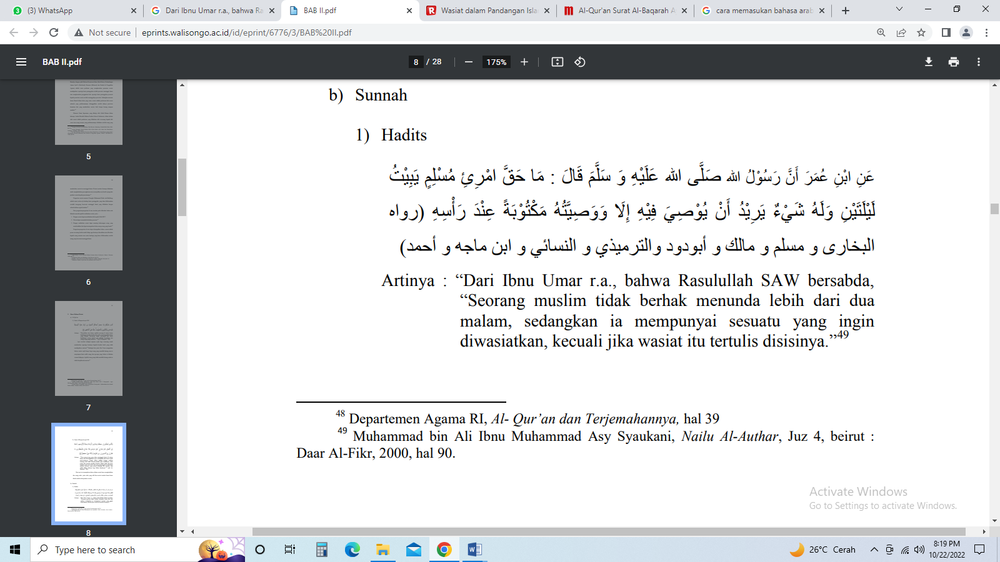 (3) WhatsApp
Dari Ibnu Umar r.a., bahwa Ra
BAB II.pdf
Wasiat dalam Pandangan Isla
Al-Qur'an Surat Al-Baqarah A
cara memasukan bahasa arab
Not secure
eprints.walisongo.ac.id/id/eprint/6776/3/BAB%20II.pdf
BAB II.pdf
8 / 28
175%
b) Sunnah
1) Hadits
عَنِ ابْنِ عُمَرَ أَنَّ رَسُوْلُ الله صَلَّى الله عَلَيْهِ وَ سَلَّمَ قَالَ : مَا حَقَّ امْرِئِ مُسْلِمٍ يَبِيْتُ
لَيْلَتَيْنِ وَلَهُ شَيْءٌ يَرِيْدُ أَنْ يُوْصِيَ فِيْهِ إِلَا وَوَصِيَّتُهُ مَكْتُوْبَةً عِنْدَ رَأْسِهِ (رواه
البخارى و مسلم و مالك و أبودود والترميذي و النسائي و ابن ماجه و أحمد)
Artinya : “Dari Ibnu Umar r.a., bahwa Rasulullah SAW bersabda,
“Seorang muslim tidak berhak menunda lebih dari dua
malam, sedangkan ia mempunyai sesuatu yang ingin
diwasiatkan, kecuali jika wasiat itu tertulis disisinya.”49
48 Departemen Agama RI, Al- Qur’an dan Terjemahannya, hal 39
49 Muhammad bin Ali Ibnu Muhammad Asy Syaukani, Nailu Al-Authar, Juz 4, beirut :
Daar Al-Fikr, 2000, hal 90.
5
6
7
8
Activate Windows
Go to Settings to activate Windows.
Type here to search
26°C Cerah
8:19 PM
10/22/2022